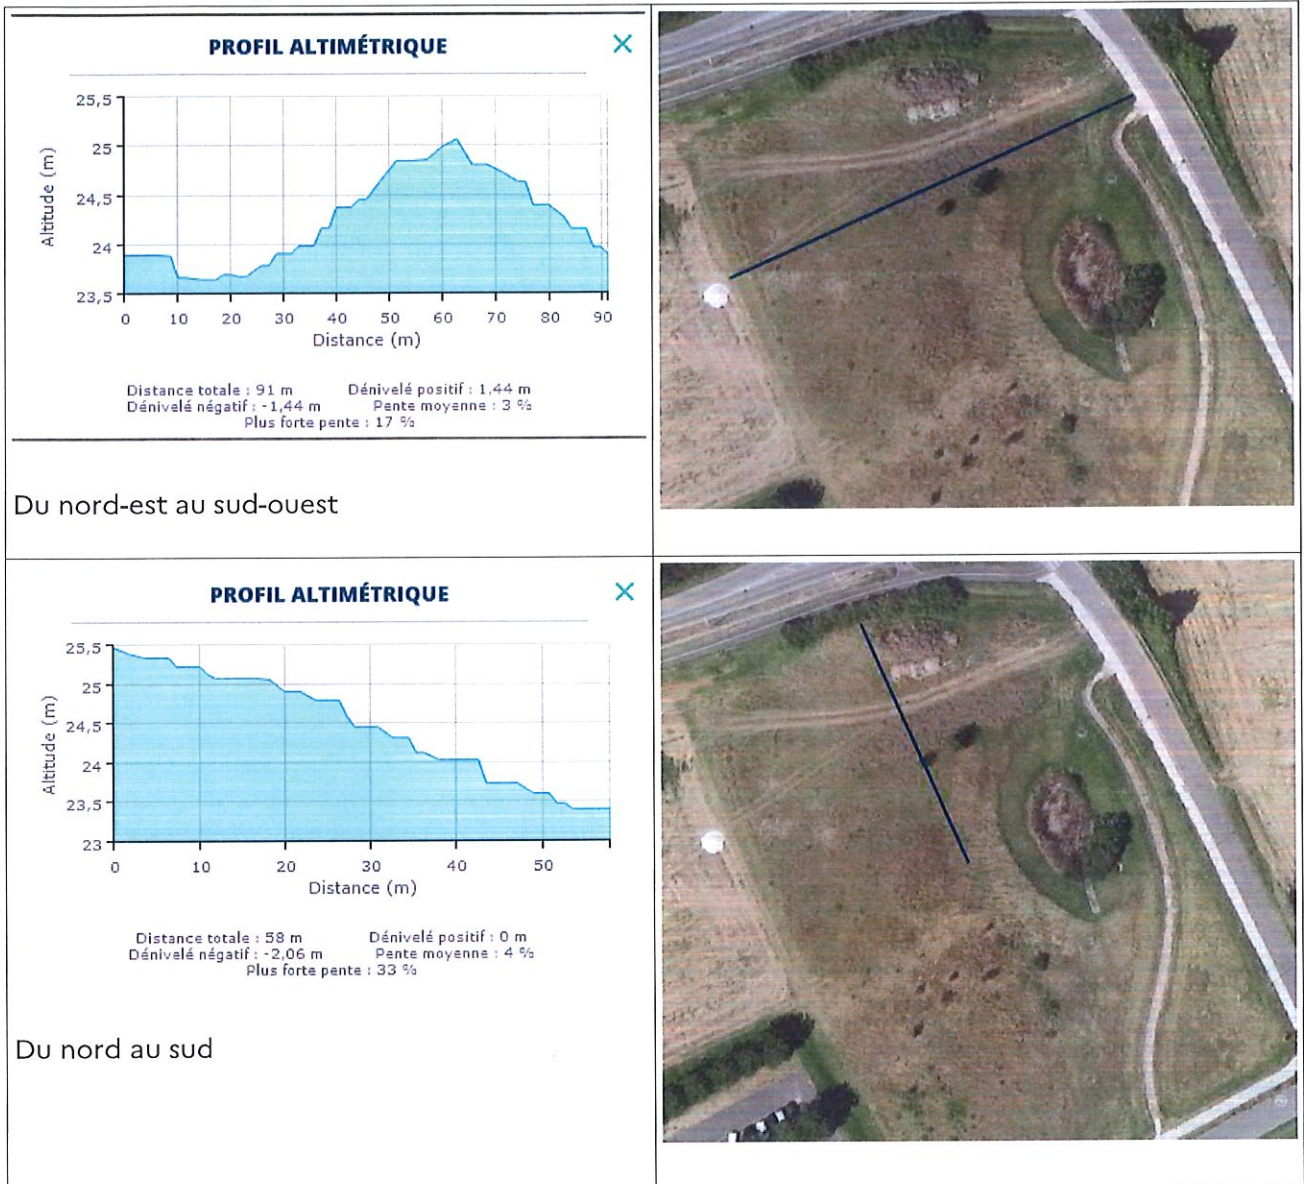 PROFIL ALTIMÉTRIQUE
25,5
25
24,5
24
23,5
Altitude (m)
0 10 20 30 40 50 60 70 80 90
Distance (m)
Distance totale : 91 m Dénivelé positif : 1,44 m
Dénivelé négatif : -1,44 m Pente moyenne : 3 %
Plus forte pente : 17 %
Du nord-est au sud-ouest
PROFIL ALTIMÉTRIQUE
25,5
25
24,5
24
23,5
23
Altitude (m)
0 10 20 30 40 50
Distance (m)
Distance totale : 58 m Dénivelé positif : 0 m
Dénivelé négatif : -2,06 m Pente moyenne : 4 %
Plus forte pente : 33 %
Du nord au sud